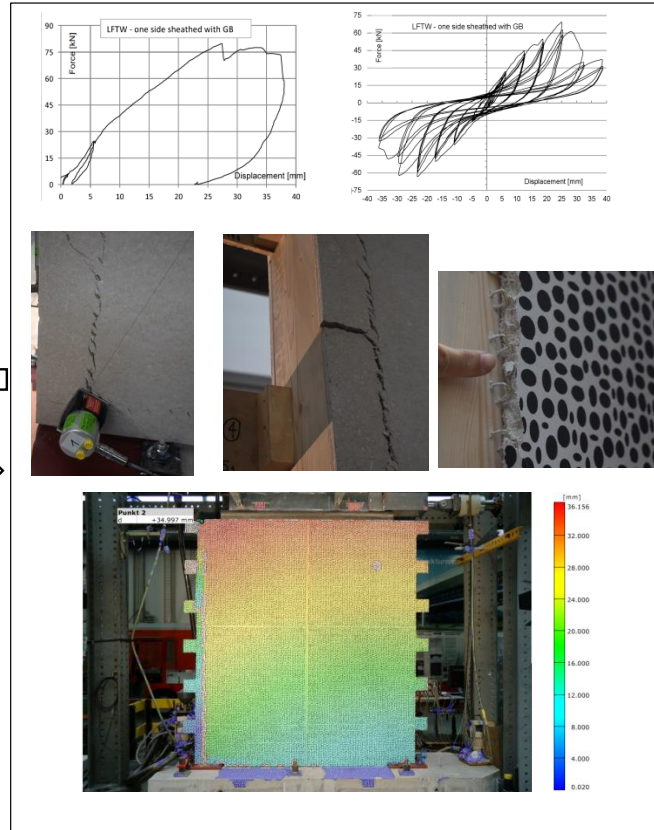 LFTW - one side sheathed with GB
Force [kN]
90
75
60
45
30
15
0
Displacement [mm]
0 5 10 15 20 25 30 35 40
LFTW - one side sheathed with GB
Force [kN]
75
60
45
30
15
0
-15
-30
-45
-60
-75
Displacement [mm]
-40 -35 -30 -25 -20 -15 -10 -5 0 5 10 15 20 25 30 35 40
4
Punkt 2
d +34.997 mm
[mm]
36.156
32.000
28.000
24.000
20.000
16.000
12.000
8.000
4.000
0.020